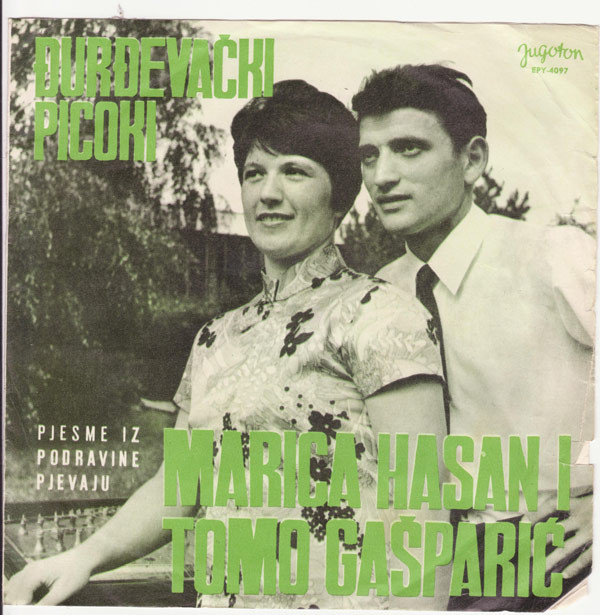 ĐURĐEVAČKI
PICOKI
Jugoton
EPY-4097
PJESME IZ
PODRAVINE
PJEVAJU
MARICA HASAN I
TOMO GAŠPARIĆ